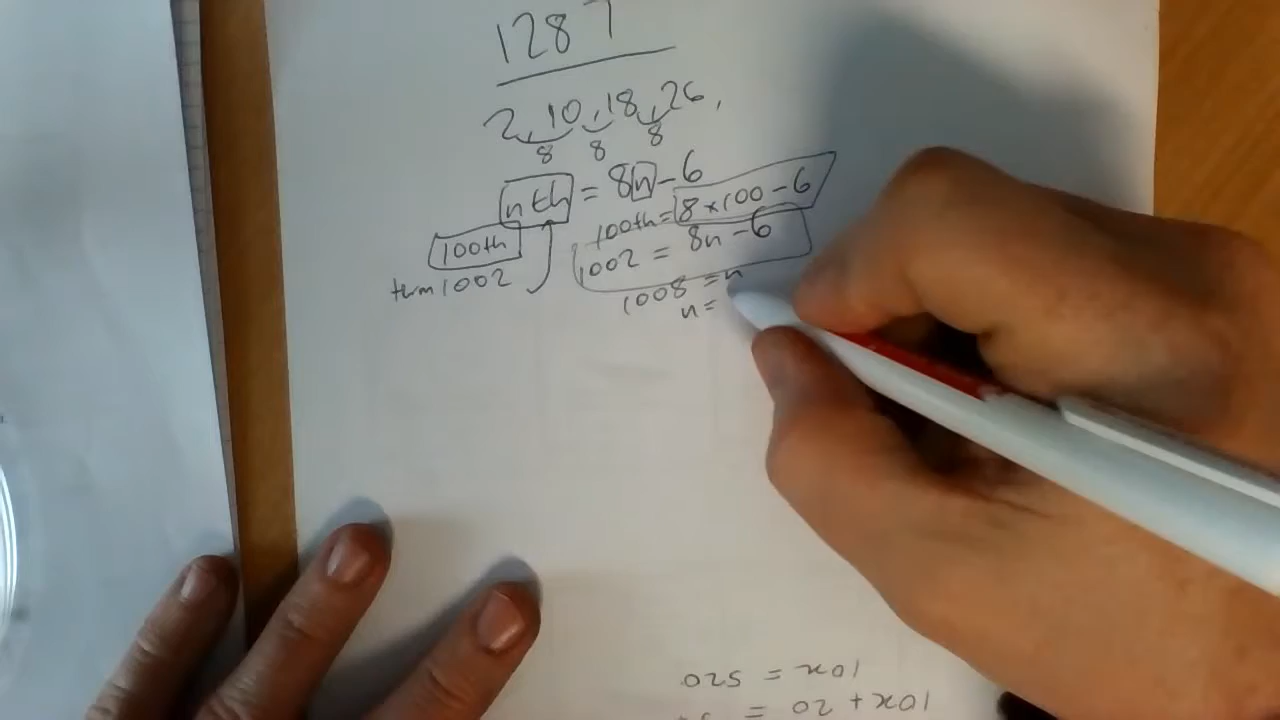 1287
2, 10, 18, 26,
8 8 8
nth = 8n - 6
100th = 8 × 100 - 6
100th
1002 = 8n - 6
term 1002
1008 = n
n =
10x = 520
10x + 20 =